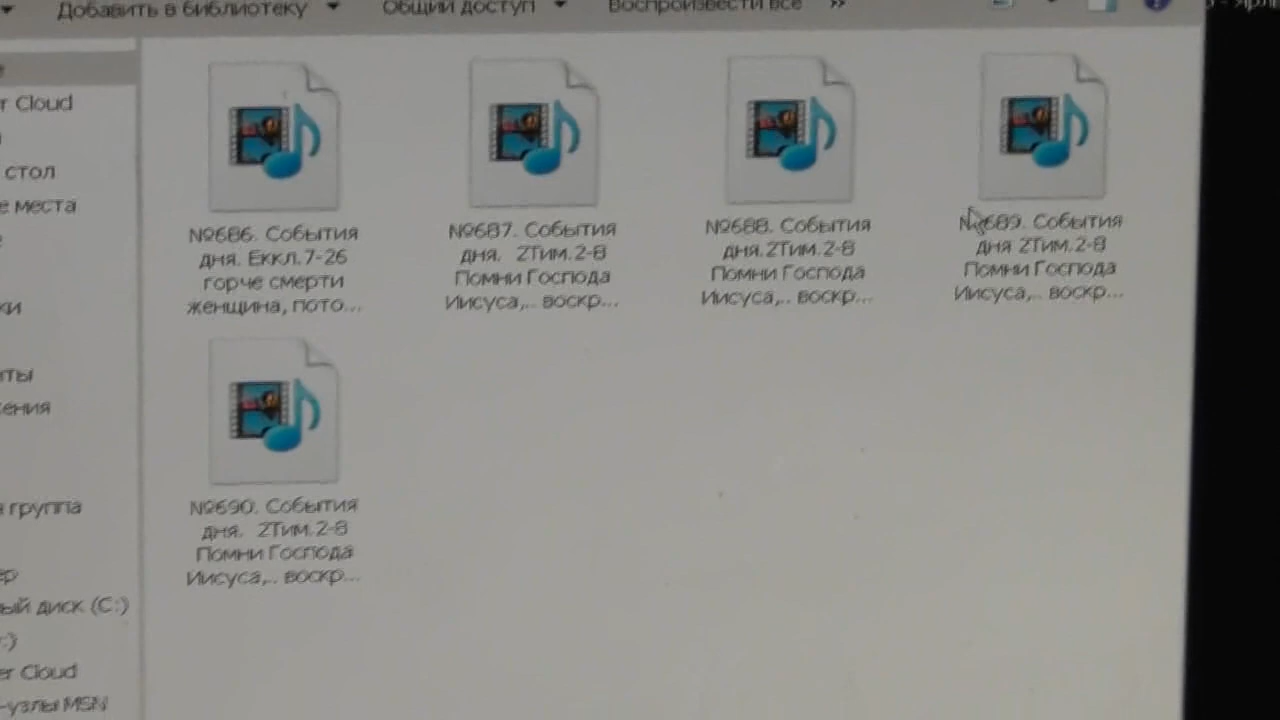 Добавить в библиотеку
Общий доступ
Воспроизвести все
»
r Cloud
стол
е места
ки
нты
жения
группа
ый диск (C:)
er Cloud
-узлы MSN
№686. События
дня. Еккл.7-26
горче смерти
женщина, пото...
№687. События
дня. 2Тим.2-8
Помни Господа
Иисуса,.. воскр...
№688. События
дня.2Тим.2-8
Помни Господа
Иисуса,.. воскр...
№689. События
дня 2Тим.2-8
Помни Господа
Иисуса,.. воскр...
№690. События
дня. 2Тим.2-8
Помни Господа
Иисуса,.. воскр...